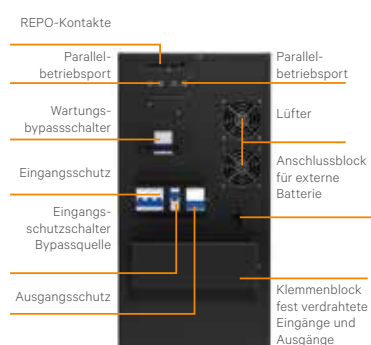 REPO-Kontakte
Parallel-
betriebsport
Wartungs-
bypassschalter
Eingangsschutz
Eingangs-
schutzschalter
Bypassquelle
Ausgangsschutz
Parallel-
betriebsport
Lüfter
Anschlussblock
für externe
Batterie
Klemmenblock
fest verdrahtete
Eingänge und
Ausgänge